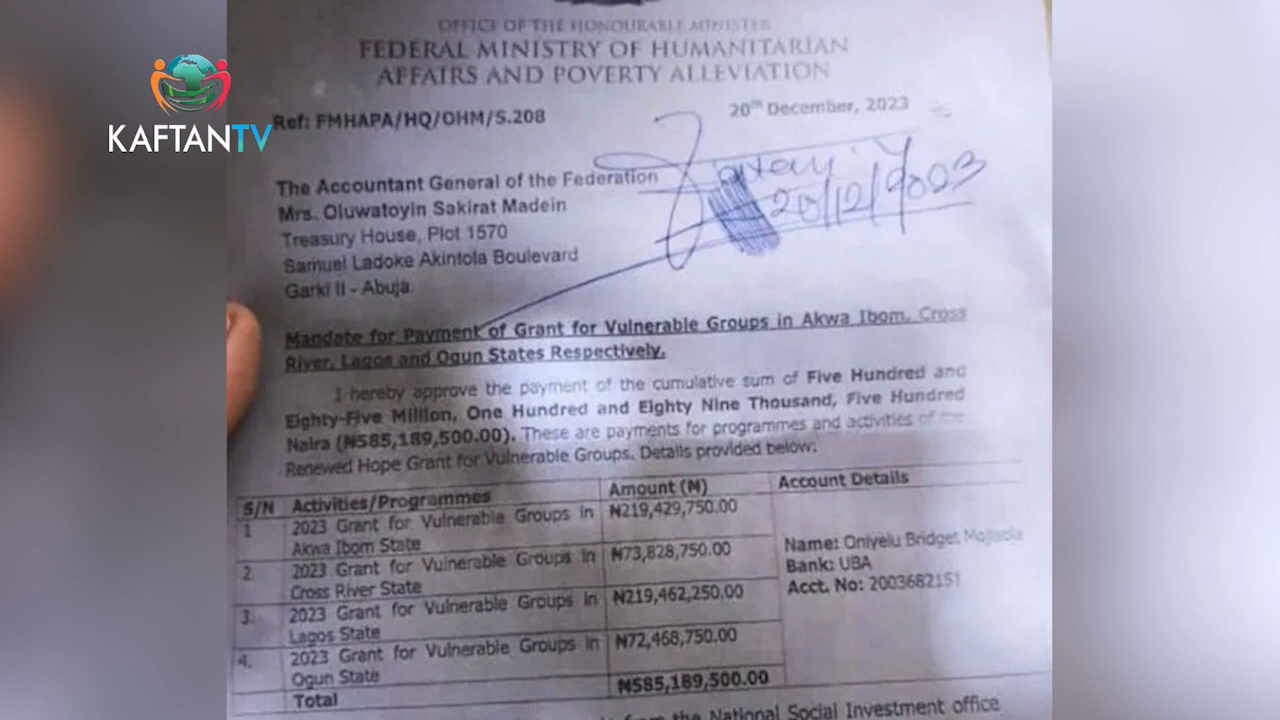 KAFTANTV
OFFICE OF THE HONOURABLE MINISTER
FEDERAL MINISTRY OF HUMANITARIAN
AFFAIRS AND POVERTY ALLEVIATION
Ref: FMHAPA/HQ/OHM/S.208
20th December, 2023
20/12/2023
The Accountant General of the Federation
Mrs. Oluwatoyin Sakirat Madein
Treasury House, Plot 1570
Samuel Ladoke Akintola Boulevard
Garki II - Abuja.
Mandate for Payment of Grant for Vulnerable Groups in Akwa Ibom, Cross
River, Lagos and Ogun States Respectively.
I hereby approve the payment of the cumulative sum of Five Hundred and
Eighty-Five Million, One Hundred and Eighty Nine Thousand, Five Hundred
Naira (₦585,189,500.00). These are payments for programmes and activities of the
Renewed Hope Grant for Vulnerable Groups. Details provided below:
S/N Activities/Programmes Amount (₦) Account Details
1 2023 Grant for Vulnerable Groups in ₦219,429,750.00
Akwa Ibom State
2. 2023 Grant for Vulnerable Groups in ₦73,828,750.00
Cross River State
3. 2023 Grant for Vulnerable Groups in ₦219,462,250.00
Lagos State
4. 2023 Grant for Vulnerable Groups in ₦72,468,750.00
Ogun State
Total ₦585,189,500.00
Name: Oniyelu Bridget Mojisola
Bank: UBA
Acct. No: 2003682151
from the National Social Investment office